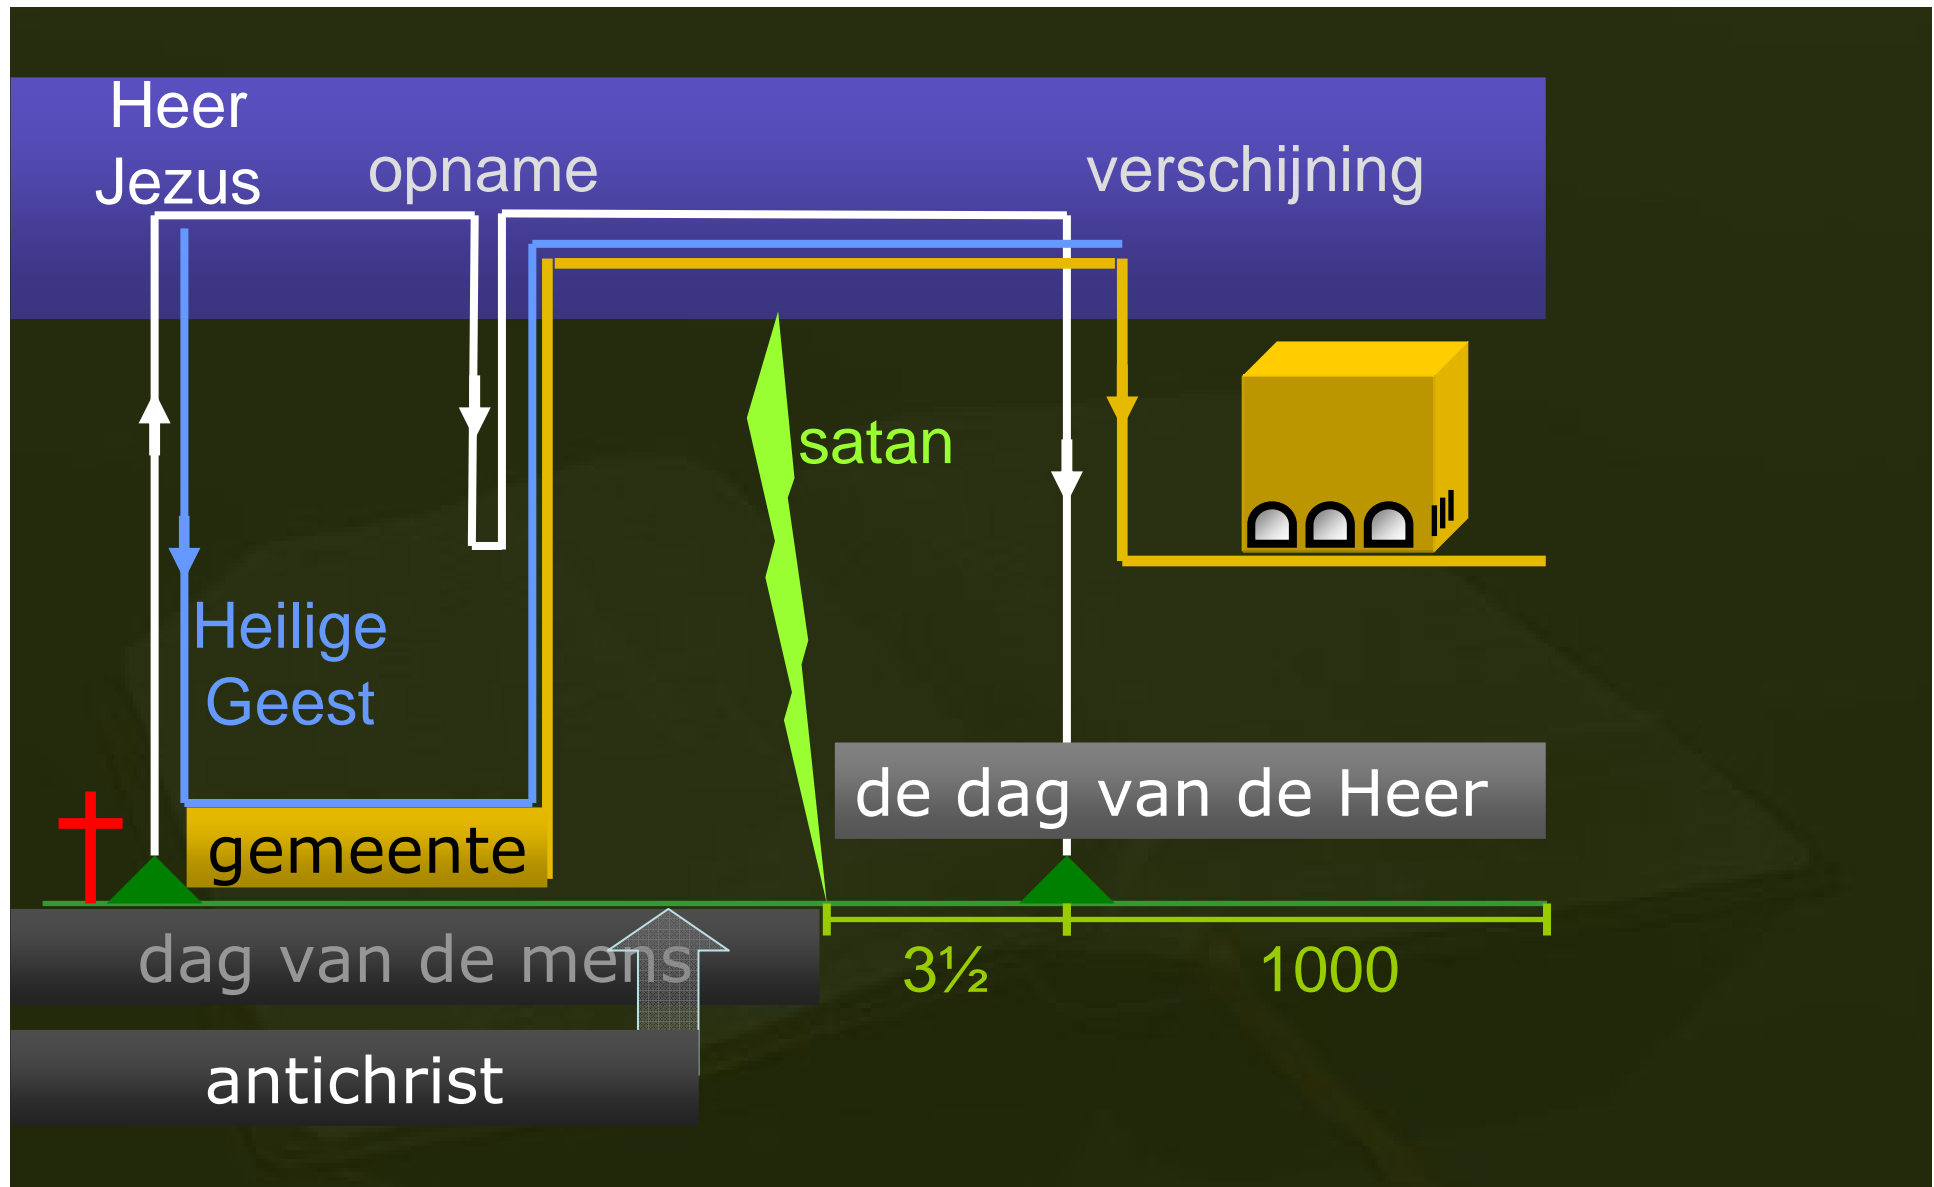 Heer
Jezus
opname
verschijning
satan
Heilige
Geest
de dag van de Heer
gemeente
dag van de mens
3½
1000
antichrist